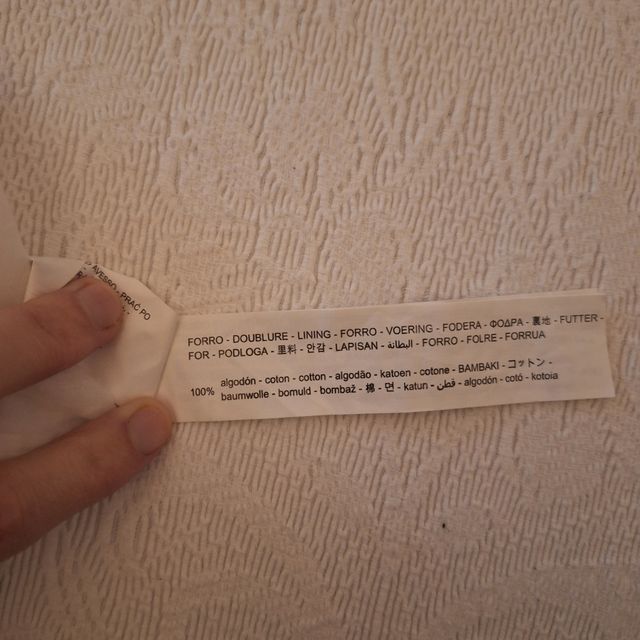 AVESSO - PRAĆ PO
FORRO - DOUBLURE - LINING - FORRO - VOERING - FODERA - ΦΟΔΡΑ - 裏地 - FUTTER -
FOR - PODLOGA - 里料 - 안감 - LAPISAN - البطانة - FORRO - FOLRE - FORRUA
100% algodón - coton - cotton - algodão - katoen - cotone - BAMBAKI - コットン -
baumwolle - bomuld - bombaž - 棉 - 면 - katun - قطن - algodón - cotó - kotoia